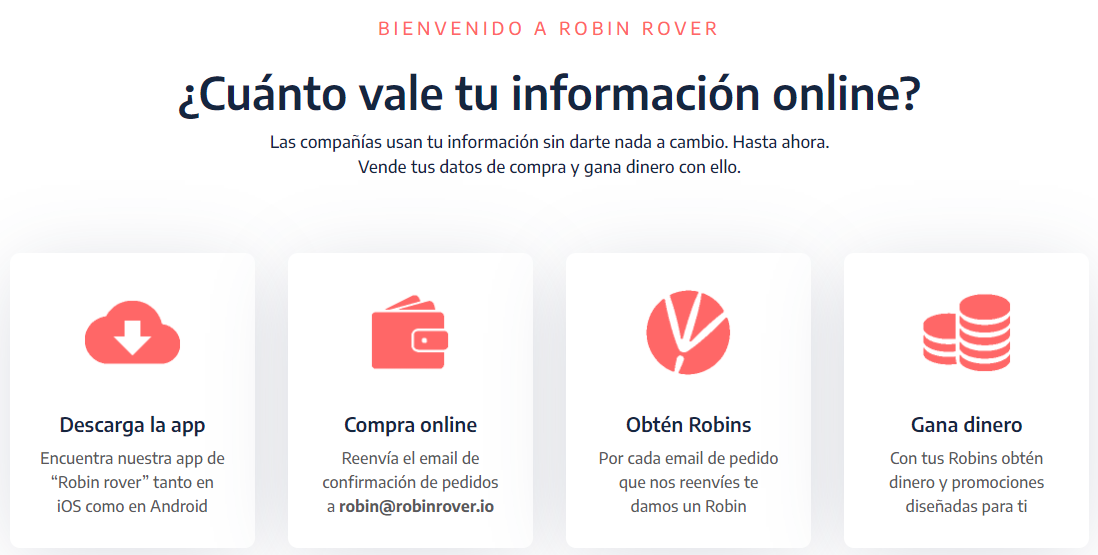 BIENVENIDO A ROBIN ROVER
¿Cuánto vale tu información online?
Las compañías usan tu información sin darte nada a cambio. Hasta ahora.
Vende tus datos de compra y gana dinero con ello.
Descarga la app
Encuentra nuestra app de
“Robin rover” tanto en
iOS como en Android
Compra online
Reenvía el email de
confirmación de pedidos
a robin@robinrover.io
Obtén Robins
Por cada email de pedido
que nos reenvíes te
damos un Robin
Gana dinero
Con tus Robins obtén
dinero y promociones
diseñadas para ti